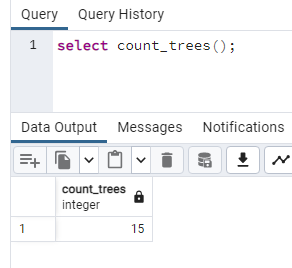 Query Query History
1 select count_trees();
Data Output Messages Notifications
count_trees
integer
1 15